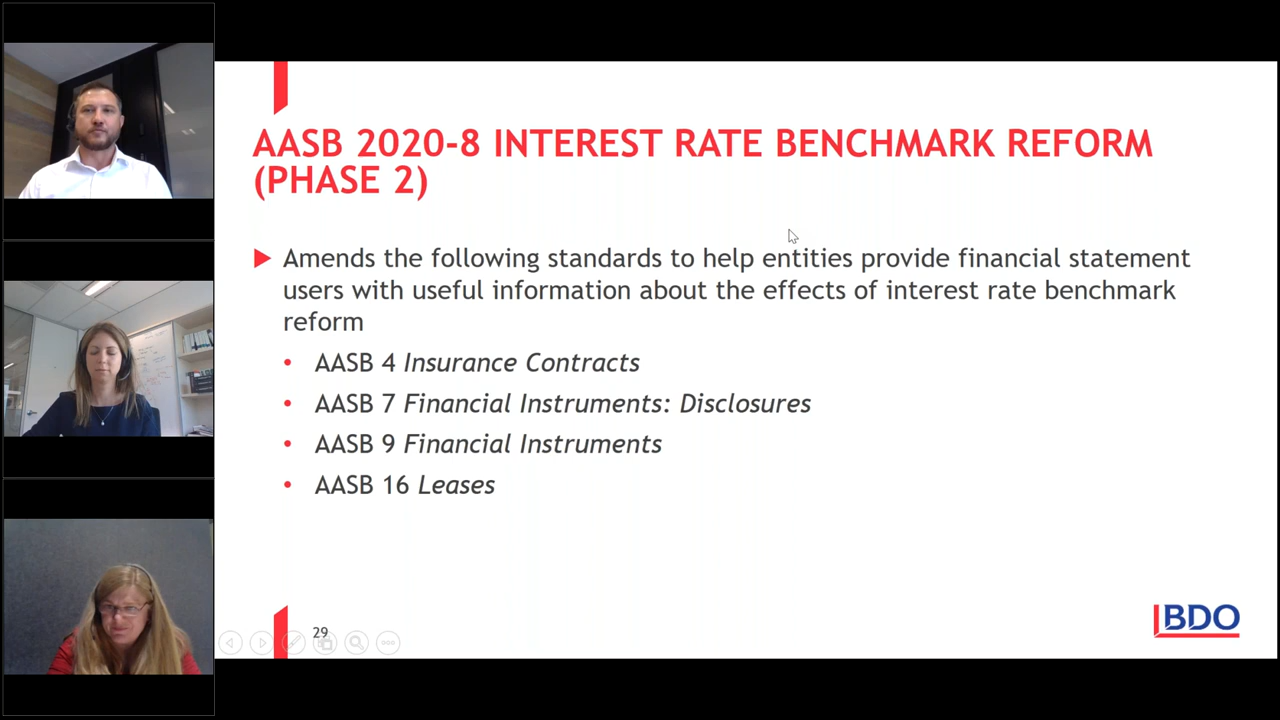 AASB 2020-8 INTEREST RATE BENCHMARK REFORM
(PHASE 2)
Amends the following standards to help entities provide financial statement
users with useful information about the effects of interest rate benchmark
reform
• AASB 4 Insurance Contracts
• AASB 7 Financial Instruments: Disclosures
• AASB 9 Financial Instruments
• AASB 16 Leases
29
BDO